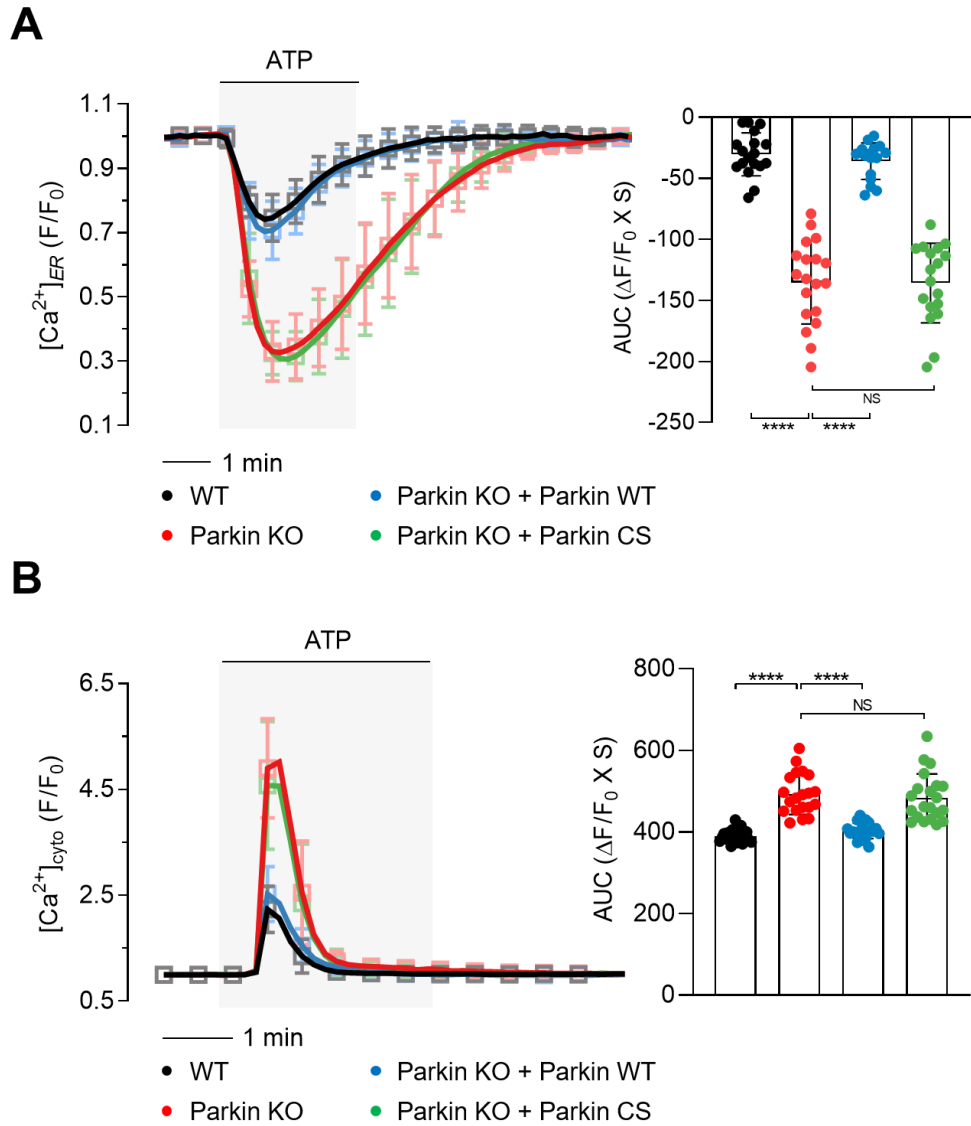 A
ATP
[Ca²⁺]ER (F/F₀)
1.1
0.9
0.7
0.5
0.3
0.1
1 min
AUC (ΔF/F₀ X S)
0
-50
-100
-150
-200
-250
NS
**** ****
WT
Parkin KO + Parkin WT
Parkin KO
Parkin KO + Parkin CS
B
ATP
[Ca²⁺]cyto (F/F₀)
6.5
4.5
2.5
0.5
1 min
AUC (ΔF/F₀ X S)
800
600
400
200
0
**** ****
NS
WT
Parkin KO + Parkin WT
Parkin KO
Parkin KO + Parkin CS